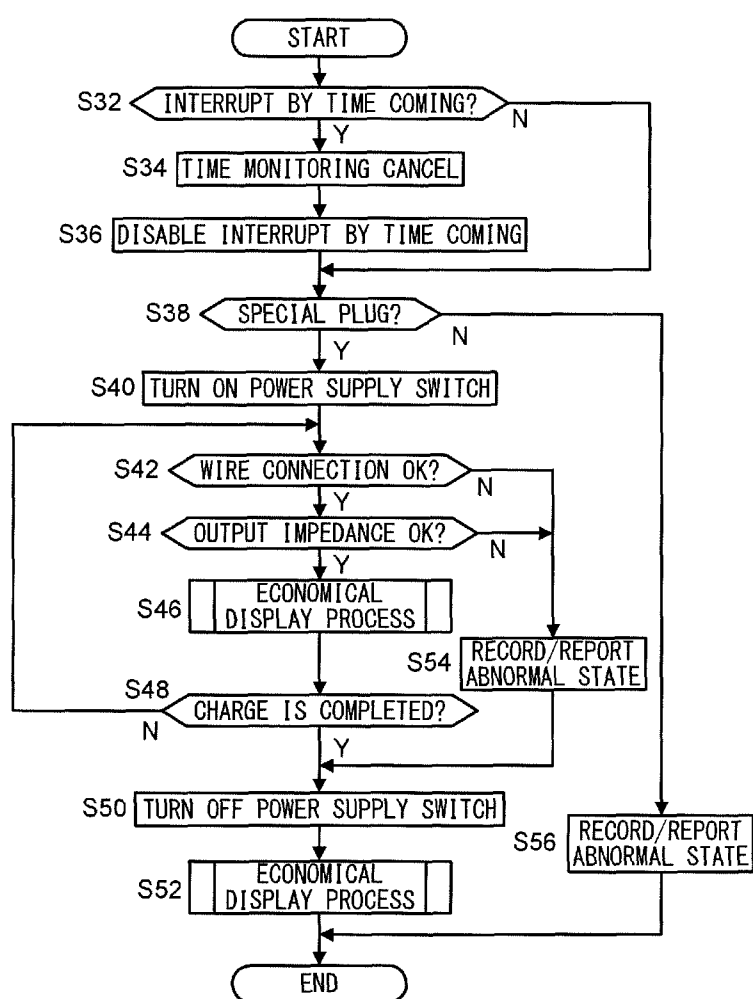 START
S32
INTERRUPT BY TIME COMING?
N
Y
S34
TIME MONITORING CANCEL
S36
DISABLE INTERRUPT BY TIME COMING
S38
SPECIAL PLUG?
N
Y
S40
TURN ON POWER SUPPLY SWITCH
S42
WIRE CONNECTION OK?
N
Y
S44
OUTPUT IMPEDANCE OK?
N
Y
S46
ECONOMICAL
DISPLAY PROCESS
S54
RECORD/REPORT
ABNORMAL STATE
S48
CHARGE IS COMPLETED?
N
Y
S50
TURN OFF POWER SUPPLY SWITCH
S56
RECORD/REPORT
ABNORMAL STATE
S52
ECONOMICAL
DISPLAY PROCESS
END